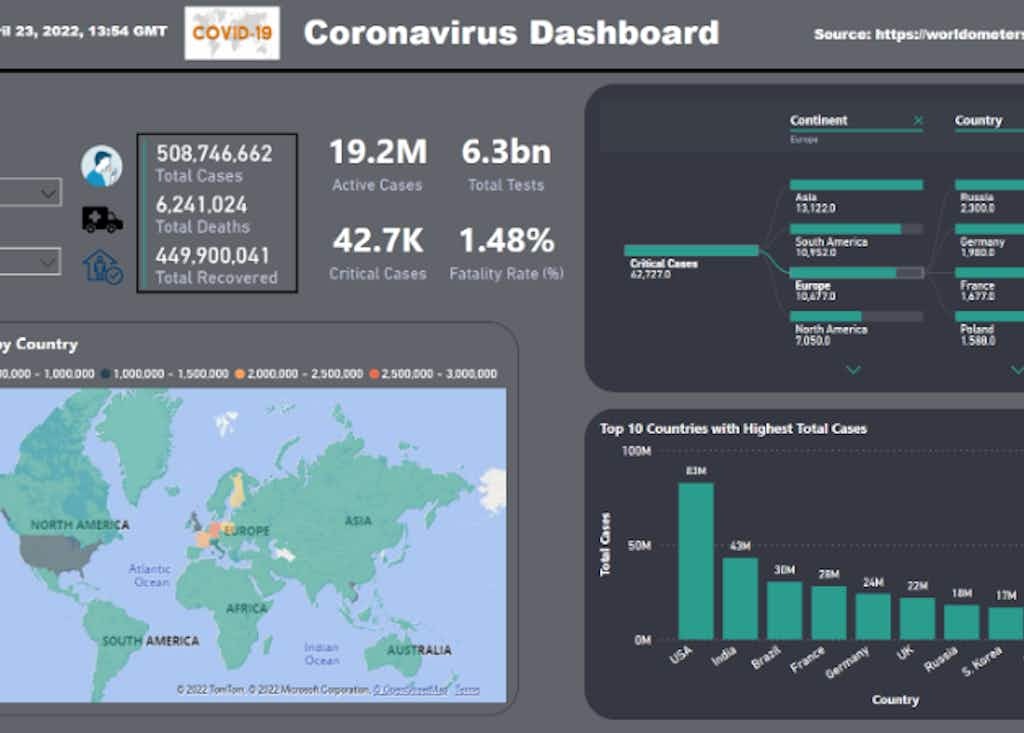 ril 23, 2022, 13:54 GMT
COVID-19
Coronavirus Dashboard
Source: https://worldometers
508,746,662
Total Cases
6,241,024
Total Deaths
449,900,041
Total Recovered
19.2M
Active Cases
6.3bn
Total Tests
42.7K
Critical Cases
1.48%
Fatality Rate (%)
Continent
Europe
Country
Critical Cases
42,727.0
Asia
13,122.0
South America
10,952.0
Europe
10,477.0
North America
7,050.0
Russia
2,300.0
Germany
1,980.0
France
1,677.0
Poland
1,588.0
by Country
00,000 - 1,000,000 1,000,000 - 1,500,000 2,000,000 - 2,500,000 2,500,000 - 3,000,000
NORTH AMERICA
EUROPE
ASIA
Atlantic
Ocean
AFRICA
SOUTH AMERICA
Indian
Ocean
AUSTRALIA
© 2022 TomTom, © 2022 Microsoft Corporation, © OpenStreetMap Terms
Top 10 Countries with Highest Total Cases
Total Cases
100M
50M
0M
83M
43M
30M
28M
24M
22M
18M
17M
USA
India
Brazil
France
Germany
UK
Russia
S. Korea
Country